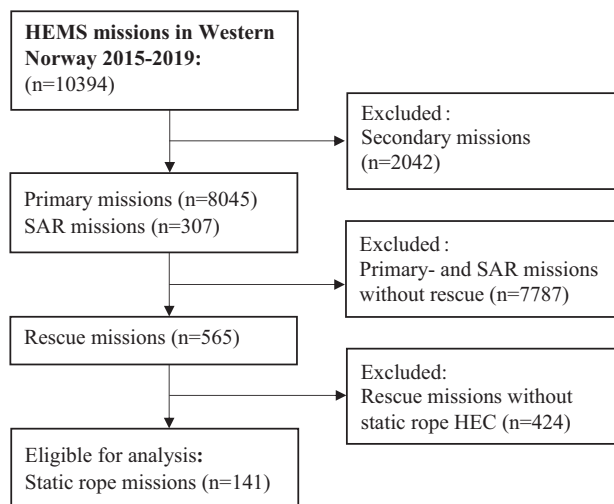 HEMS missions in Western
Norway 2015-2019:
(n=10394)
Excluded :
Secondary missions
(n=2042)
Primary missions (n=8045)
SAR missions (n=307)
Excluded :
Primary- and SAR missions
without rescue (n=7787)
Rescue missions (n=565)
Excluded:
Rescue missions without
static rope HEC (n=424)
Eligible for analysis:
Static rope missions (n=141)